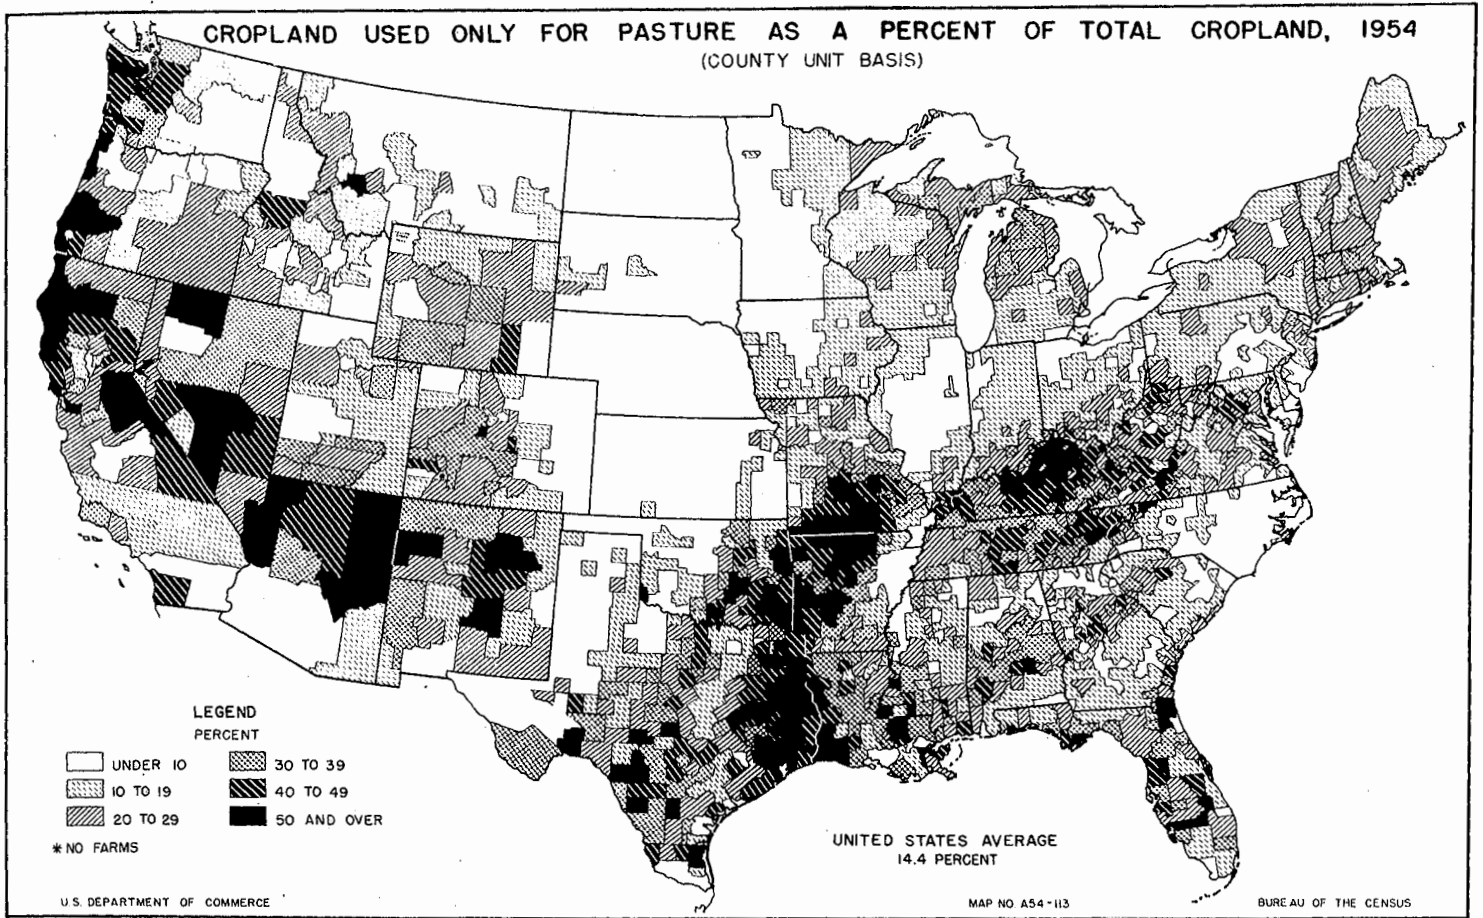 CROPLAND USED ONLY FOR PASTURE AS A PERCENT OF TOTAL CROPLAND, 1954
(COUNTY UNIT BASIS)
LEGEND
PERCENT
UNDER 10
10 TO 19
20 TO 29
30 TO 39
40 TO 49
50 AND OVER
* NO FARMS
UNITED STATES AVERAGE
14.4 PERCENT
U.S. DEPARTMENT OF COMMERCE
MAP NO. A54-113
BUREAU OF THE CENSUS